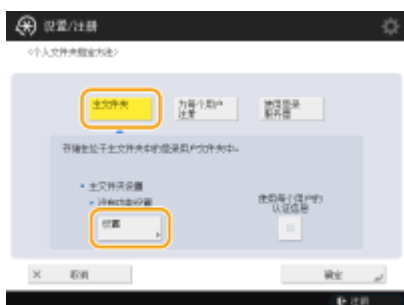 设置/注册
<个人文件夹指定方法>
主文件夹
为每个用户
注册
使用登录
服务器
存储在位于主文件夹中的登录用户文件夹中。
主文件夹设置
设置
使用每个用户的
认证信息
取消
确定
注销